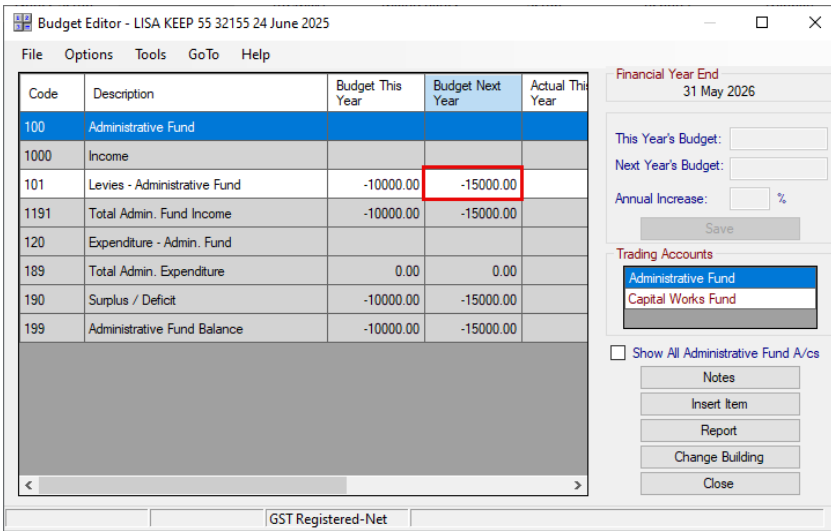 Budget Editor - LISA KEEP 55 32155 24 June 2025
File Options Tools GoTo Help
Code Description Budget This Year Budget Next Year Actual This Year
100 Administrative Fund
1000 Income
101 Levies - Administrative Fund -10000.00 -15000.00
1191 Total Admin. Fund Income -10000.00 -15000.00
120 Expenditure - Admin. Fund
189 Total Admin. Expenditure 0.00 0.00
190 Surplus / Deficit -10000.00 -15000.00
199 Administrative Fund Balance -10000.00 -15000.00
Financial Year End
31 May 2026
This Year's Budget:
Next Year's Budget:
Annual Increase: %
Save
Trading Accounts
Administrative Fund
Capital Works Fund
Show All Administrative Fund A/cs
Notes
Insert Item
Report
Change Building
Close
GST Registered-Net